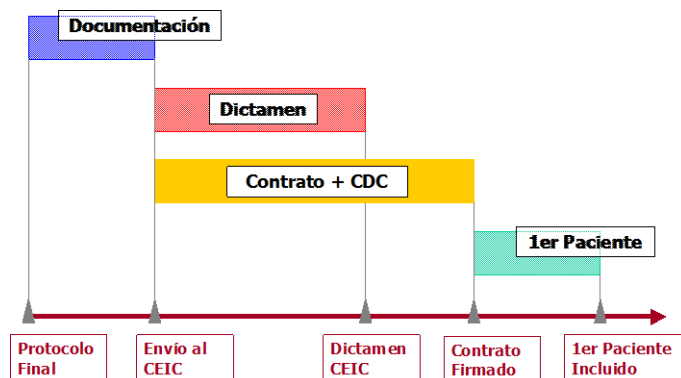 Documentación
Dictamen
Contrato + CDC
1er Paciente
Protocolo
Final
Envío al
CEIC
Dictamen
CEIC
Contrato
Firmado
1er Paciente
Incluido